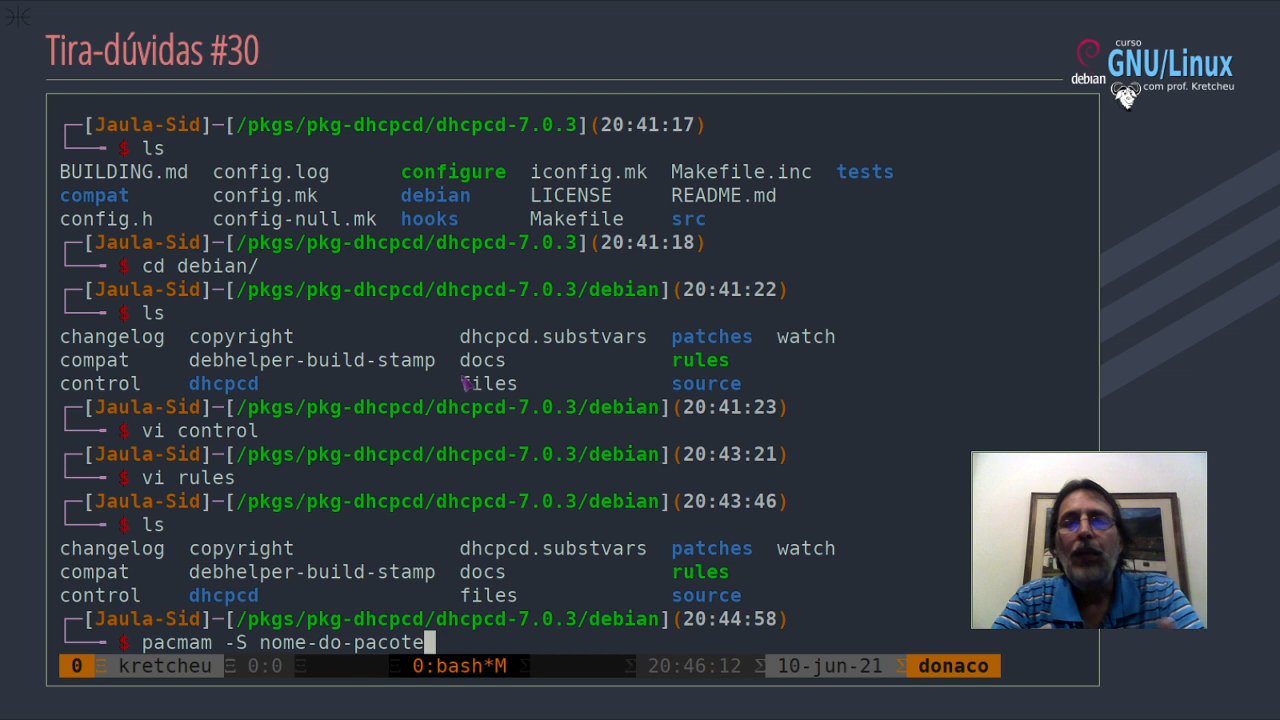 Tira-dúvidas #30
curso
GNU/Linux
debian
com prof. Kretcheu
[Jaula-Sid]─[/pkgs/pkg-dhcpcd/dhcpcd-7.0.3](20:41:17)
$ ls
BUILDING.md config.log configure iconfig.mk Makefile.inc tests
compat config.mk debian LICENSE README.md
config.h config-null.mk hooks Makefile src
[Jaula-Sid]─[/pkgs/pkg-dhcpcd/dhcpcd-7.0.3](20:41:18)
$ cd debian/
[Jaula-Sid]─[/pkgs/pkg-dhcpcd/dhcpcd-7.0.3/debian](20:41:22)
$ ls
changelog copyright dhcpcd.substvars patches watch
compat debhelper-build-stamp docs rules
control dhcpcd files source
[Jaula-Sid]─[/pkgs/pkg-dhcpcd/dhcpcd-7.0.3/debian](20:41:23)
$ vi control
[Jaula-Sid]─[/pkgs/pkg-dhcpcd/dhcpcd-7.0.3/debian](20:43:21)
$ vi rules
[Jaula-Sid]─[/pkgs/pkg-dhcpcd/dhcpcd-7.0.3/debian](20:43:46)
$ ls
changelog copyright dhcpcd.substvars patches watch
compat debhelper-build-stamp docs rules
control dhcpcd files source
[Jaula-Sid]─[/pkgs/pkg-dhcpcd/dhcpcd-7.0.3/debian](20:44:58)
$ pacmam -S nome-do-pacote
0 Ξ kretcheu Ξ 0:0 Ξ Ξ 0:bash*M Σ Σ 20:46:12 Σ 10-jun-21 Σ donaco